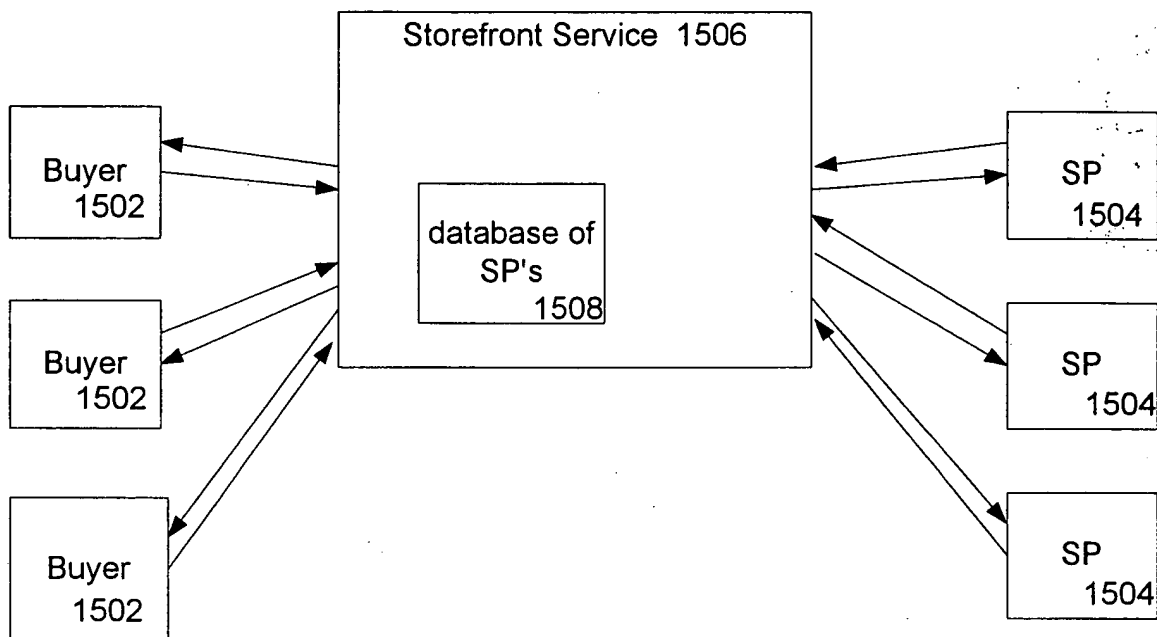 Storefront Service 1506
Buyer
1502
database of
SP's
1508
SP
1504
Buyer
1502
SP
1504
Buyer
1502
SP
1504